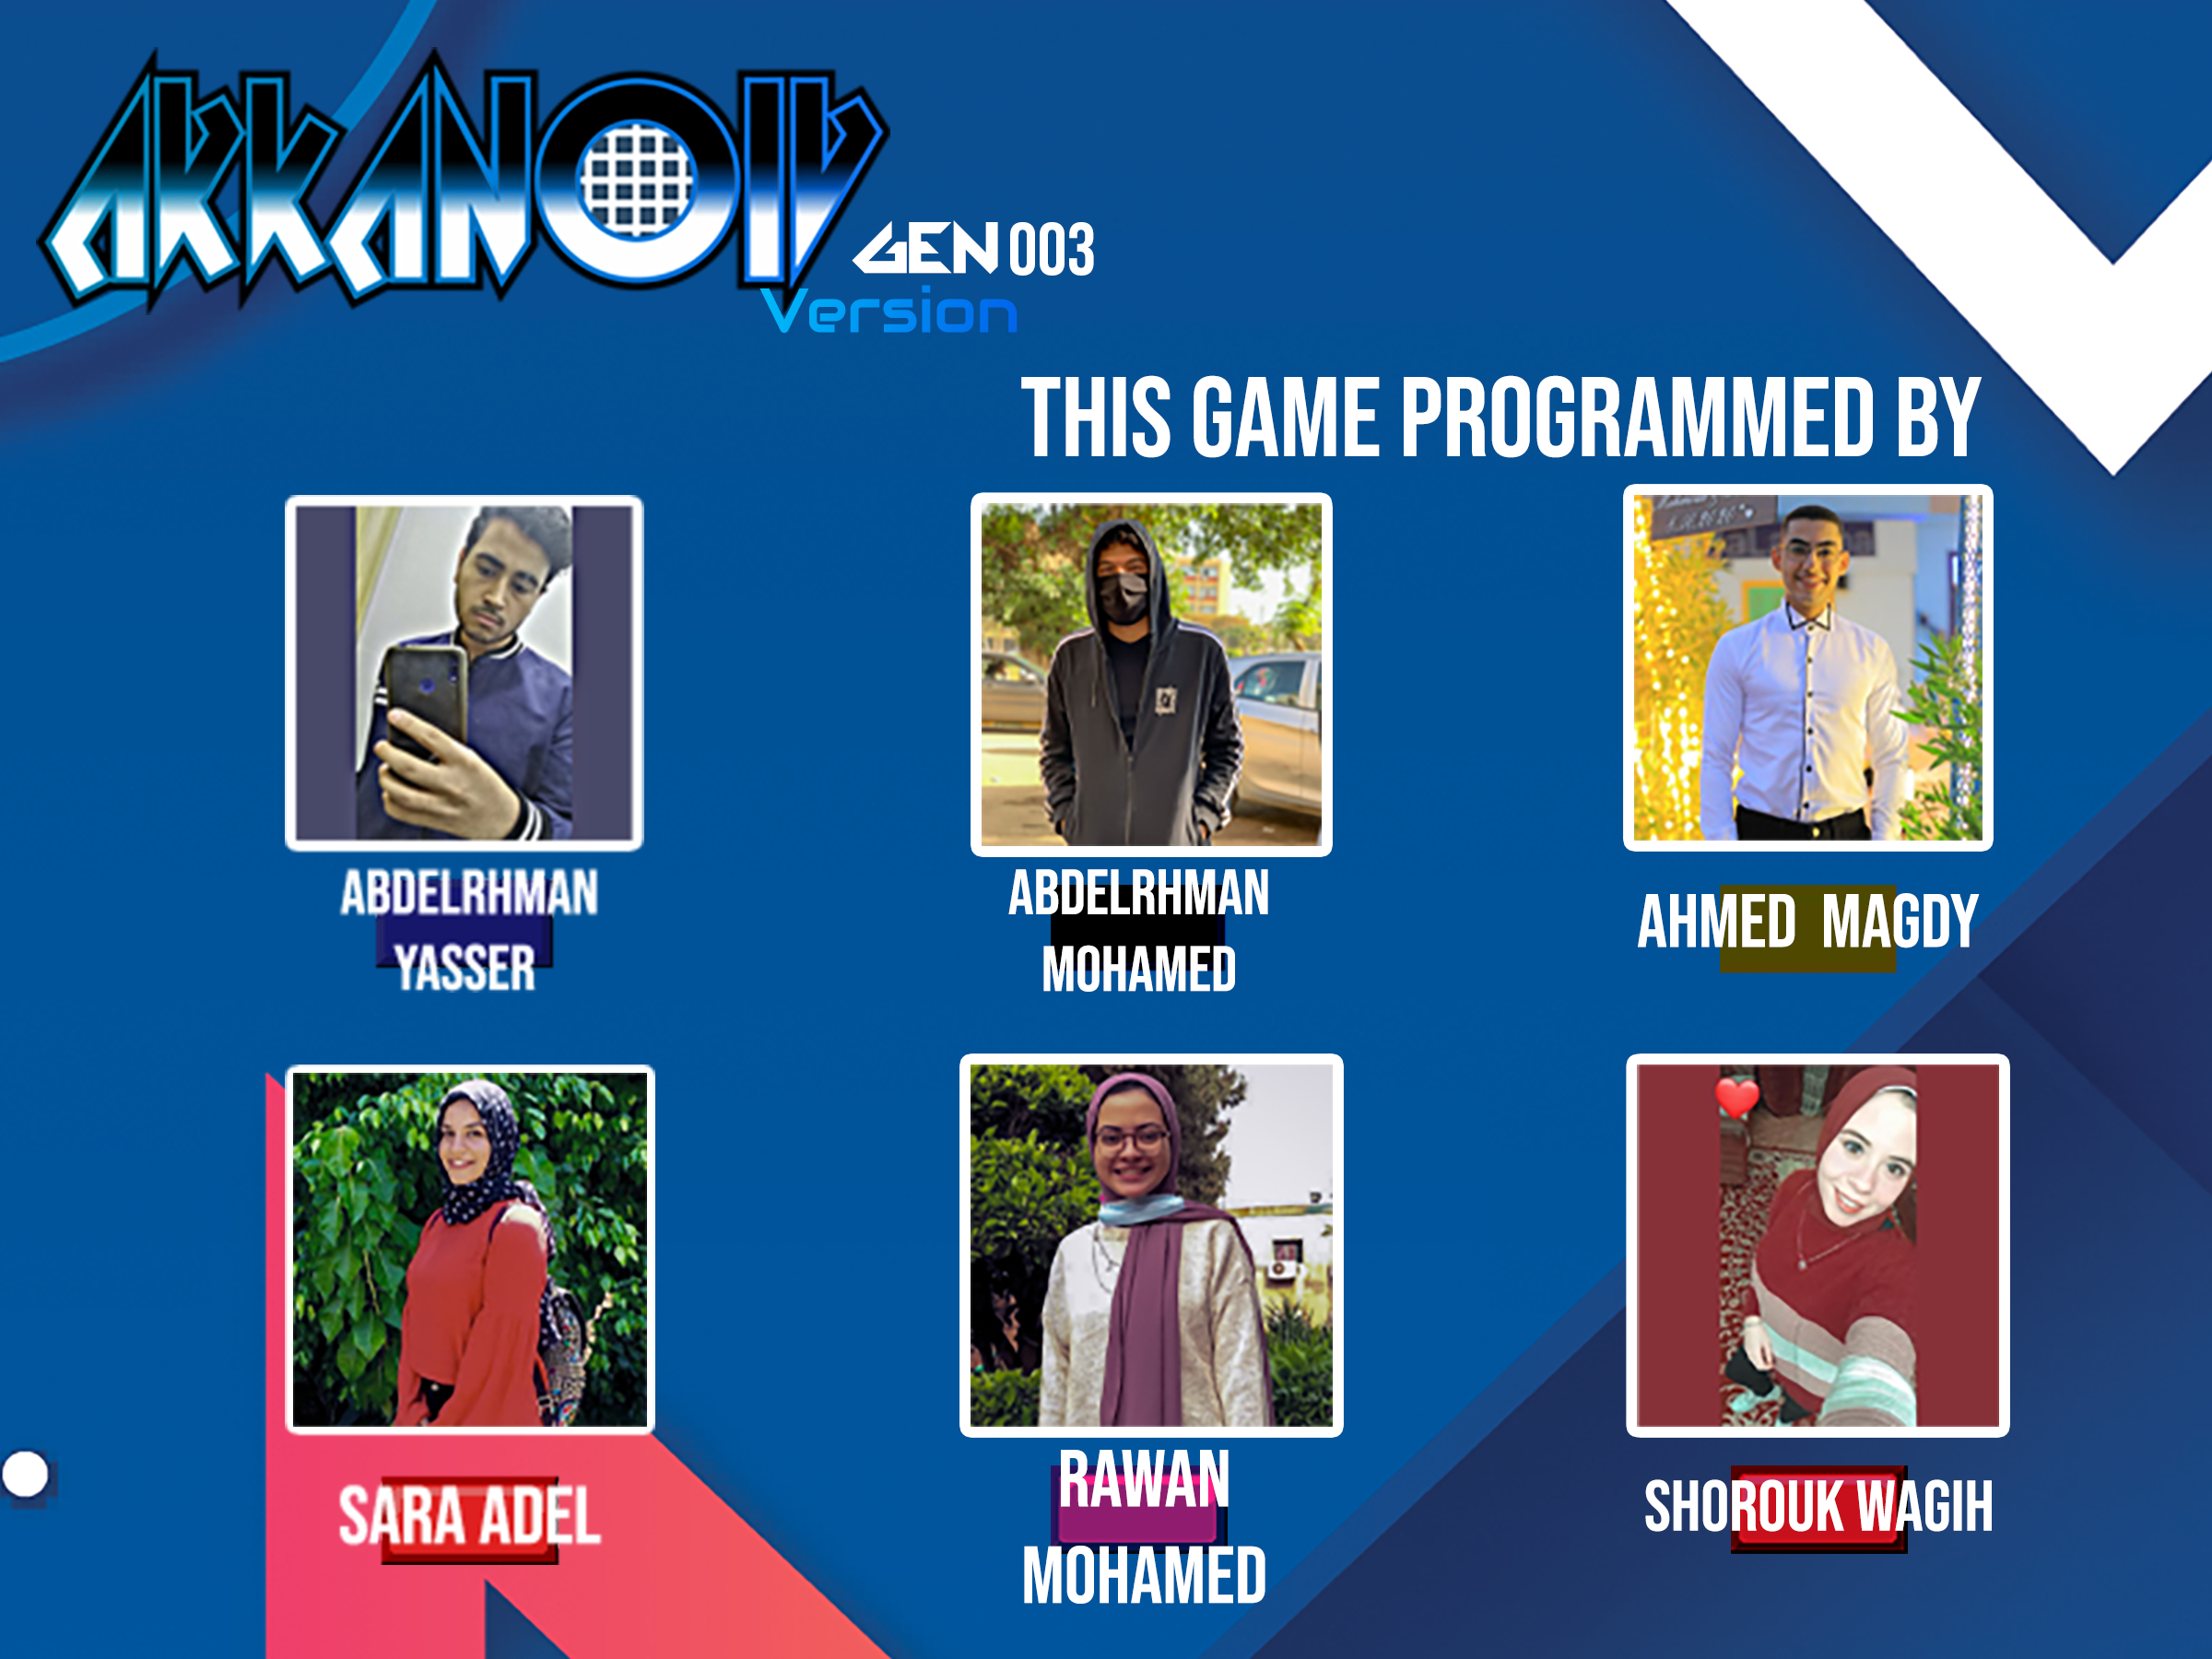 ARKANOID
GEN 003
Version
THIS GAME PROGRAMMED BY
ABDELRHMAN
YASSER
ABDELRHMAN
MOHAMED
AHMED MAGDY
SARA ADEL
RAWAN
MOHAMED
SHOROUK WAGIH